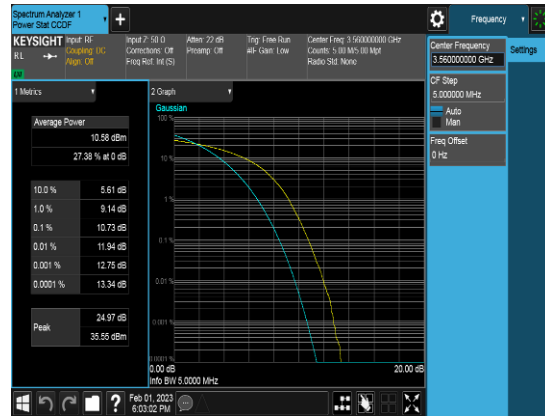 Spectrum Analyzer 1
Power Stat CCDF
+
Frequency
KEYSIGHT
RL
Input: RF
Coupling: DC
Align: Off
Input Z: 50 Ω
Corrections: Off
Freq Ref: Int (S)
Atten: 22 dB
Preamp: Off
Trig: Free Run
#IF Gain: Low
Center Freq: 3.560000000 GHz
Counts: 5.00 M/5.00 Mpt
Radio Std: None
1 Metrics
Average Power
10.58 dBm
27.38 % at 0 dB
10.0 % 5.61 dB
1.0 % 9.14 dB
0.1 % 10.73 dB
0.01 % 11.94 dB
0.001 % 12.75 dB
0.0001 % 13.34 dB
Peak
24.97 dB
35.55 dBm
2 Graph
Gaussian
100 %
10 %
1 %
0.1 %
0.01 %
0.001 %
0.0001 %
0.00 dB
20.00 dB
Info BW 5.0000 MHz
Center Frequency
3.560000000 GHz
Settings
CF Step
5.000000 MHz
Auto
Man
Freq Offset
0 Hz
?
Feb 01, 2023
6:03:02 PM